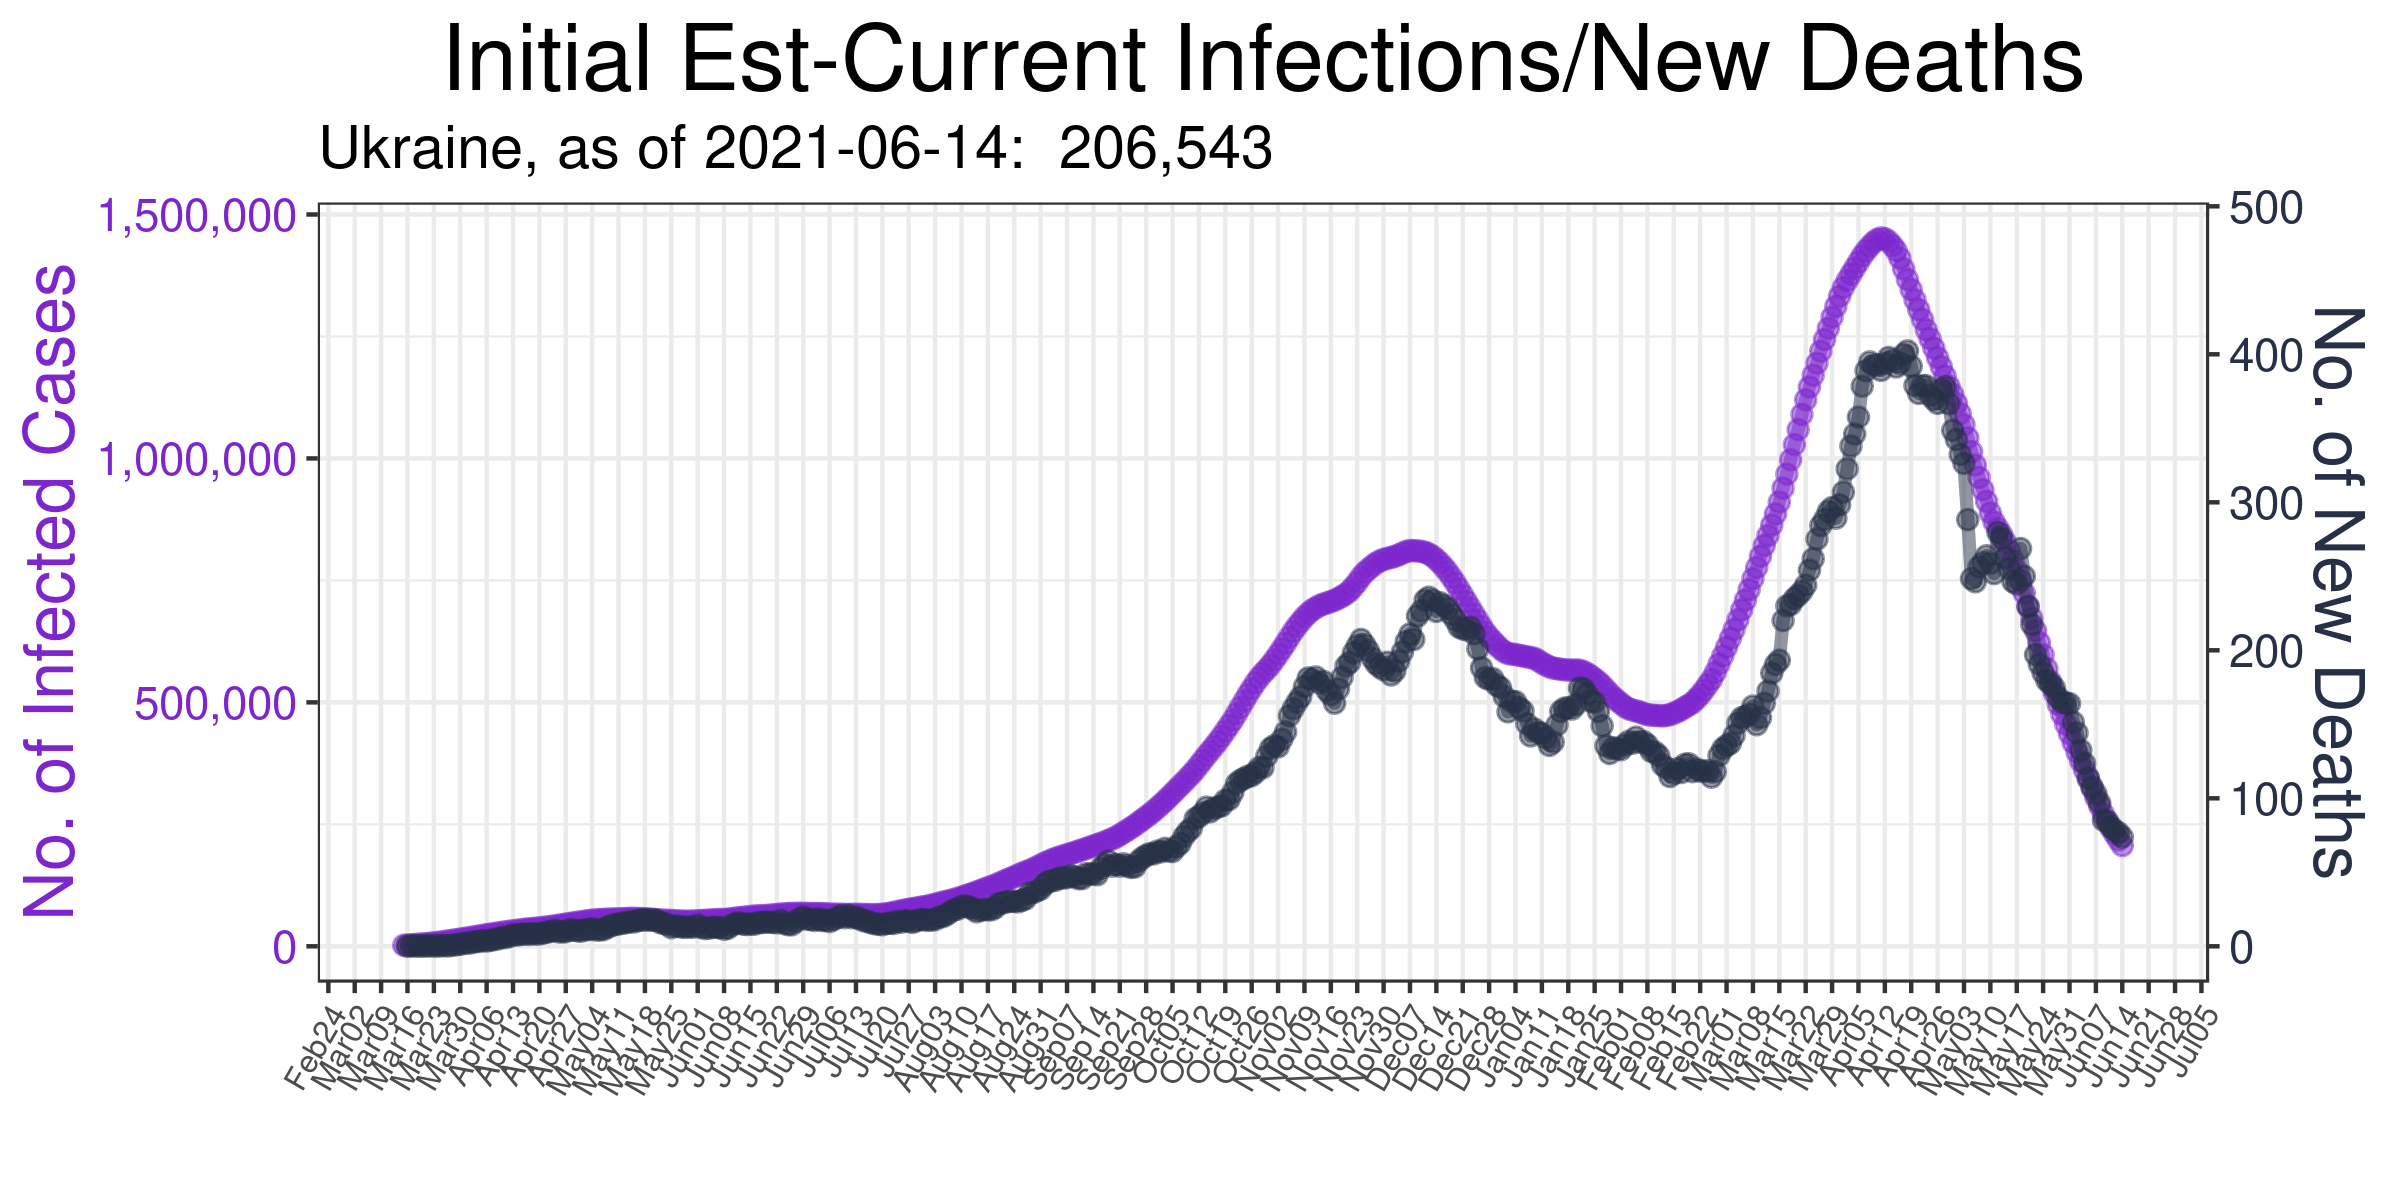 Initial Est-Current Infections/New Deaths
Ukraine, as of 2021-06-14:  206,543
No. of Infected Cases
1,500,000
1,000,000
500,000
0
500
400
300
200
100
0
No. of New Deaths
Feb24
Mar02
Mar09
Mar16
Mar23
Mar30
Apr06
Apr13
Apr20
Apr27
May04
May11
May18
May25
Jun01
Jun08
Jun15
Jun22
Jun29
Jul06
Jul13
Jul20
Jul27
Aug03
Aug10
Aug17
Aug24
Aug31
Sep07
Sep14
Sep21
Sep28
Oct05
Oct12
Oct19
Oct26
Nov02
Nov09
Nov16
Nov23
Nov30
Dec07
Dec14
Dec21
Dec28
Jan04
Jan11
Jan18
Jan25
Feb01
Feb08
Feb15
Feb22
Mar01
Mar08
Mar15
Mar22
Mar29
Apr05
Apr12
Apr19
Apr26
May03
May10
May17
May24
May31
Jun07
Jun14
Jun21
Jun28
Jul05